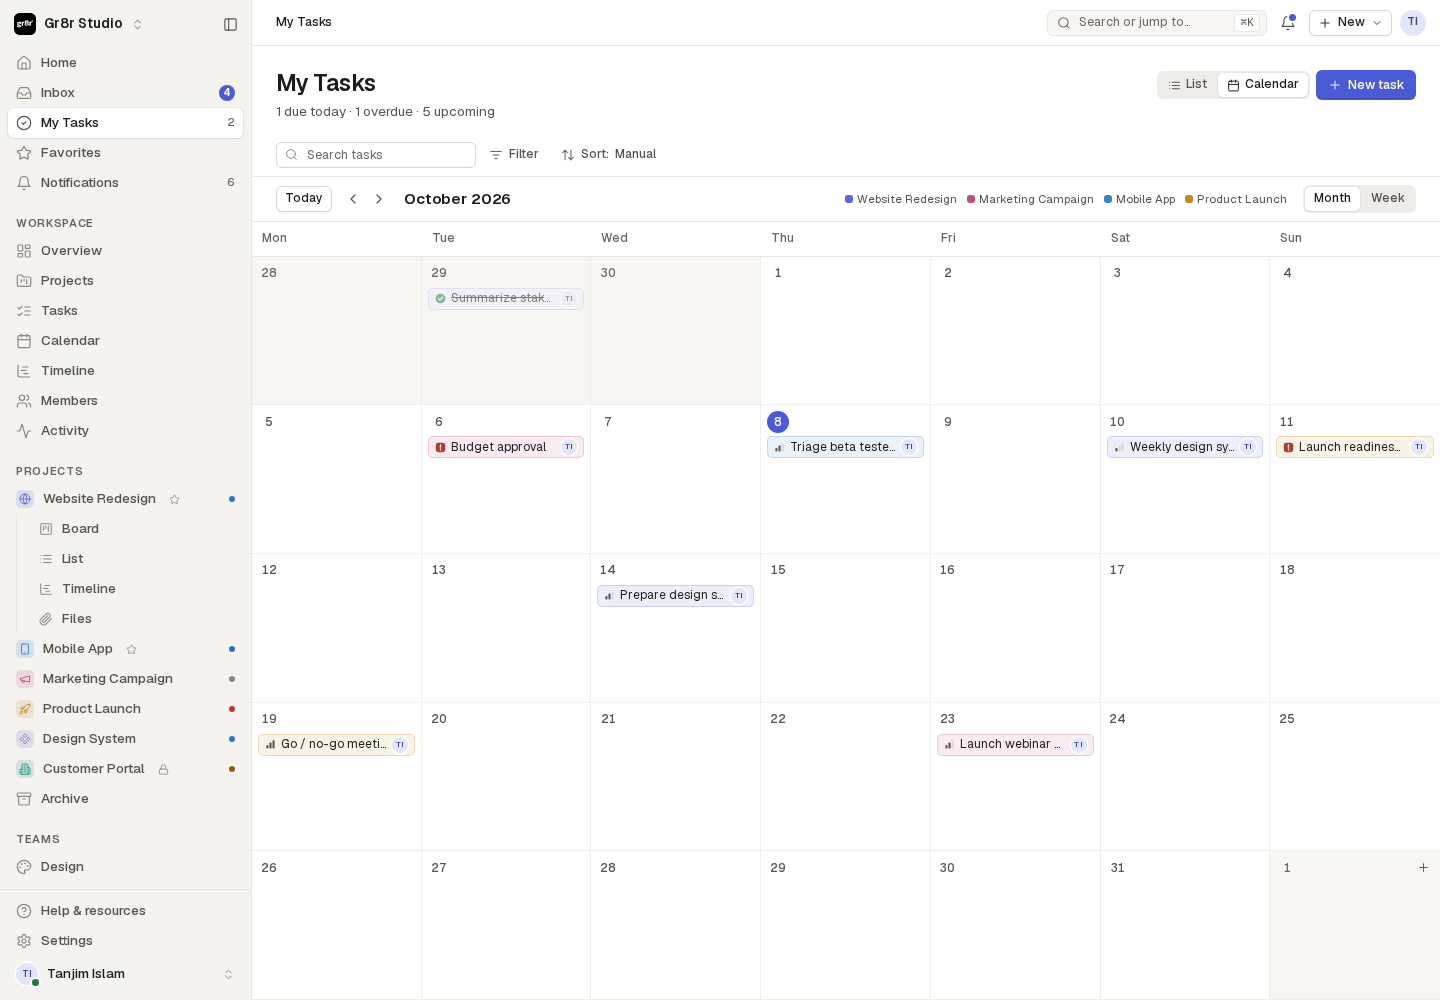 gr8r
Gr8r Studio
Home
Inbox 4
My Tasks 2
Favorites
Notifications 6
WORKSPACE
Overview
Projects
Tasks
Calendar
Timeline
Members
Activity
PROJECTS
Website Redesign
Board
List
Timeline
Files
Mobile App
Marketing Campaign
Product Launch
Design System
Customer Portal
Archive
TEAMS
Design
Help & resources
Settings
TI Tanjim Islam
My Tasks
Search or jump to… ⌘K
New
TI
My Tasks
1 due today · 1 overdue · 5 upcoming
List Calendar
New task
Search tasks
Filter
Sort: Manual
Today
October 2026
Website Redesign Marketing Campaign Mobile App Product Launch
Month Week
Mon Tue Wed Thu Fri Sat Sun
28 29 30 1 2 3 4
Summarize stak… TI
5 6 7 8 9 10 11
Budget approval TI
Triage beta teste… TI
Weekly design sy… TI
Launch readines… TI
12 13 14 15 16 17 18
Prepare design s… TI
19 20 21 22 23 24 25
Go / no-go meeti… TI
Launch webinar … TI
26 27 28 29 30 31 1